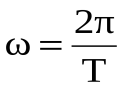 ω = 2π / T